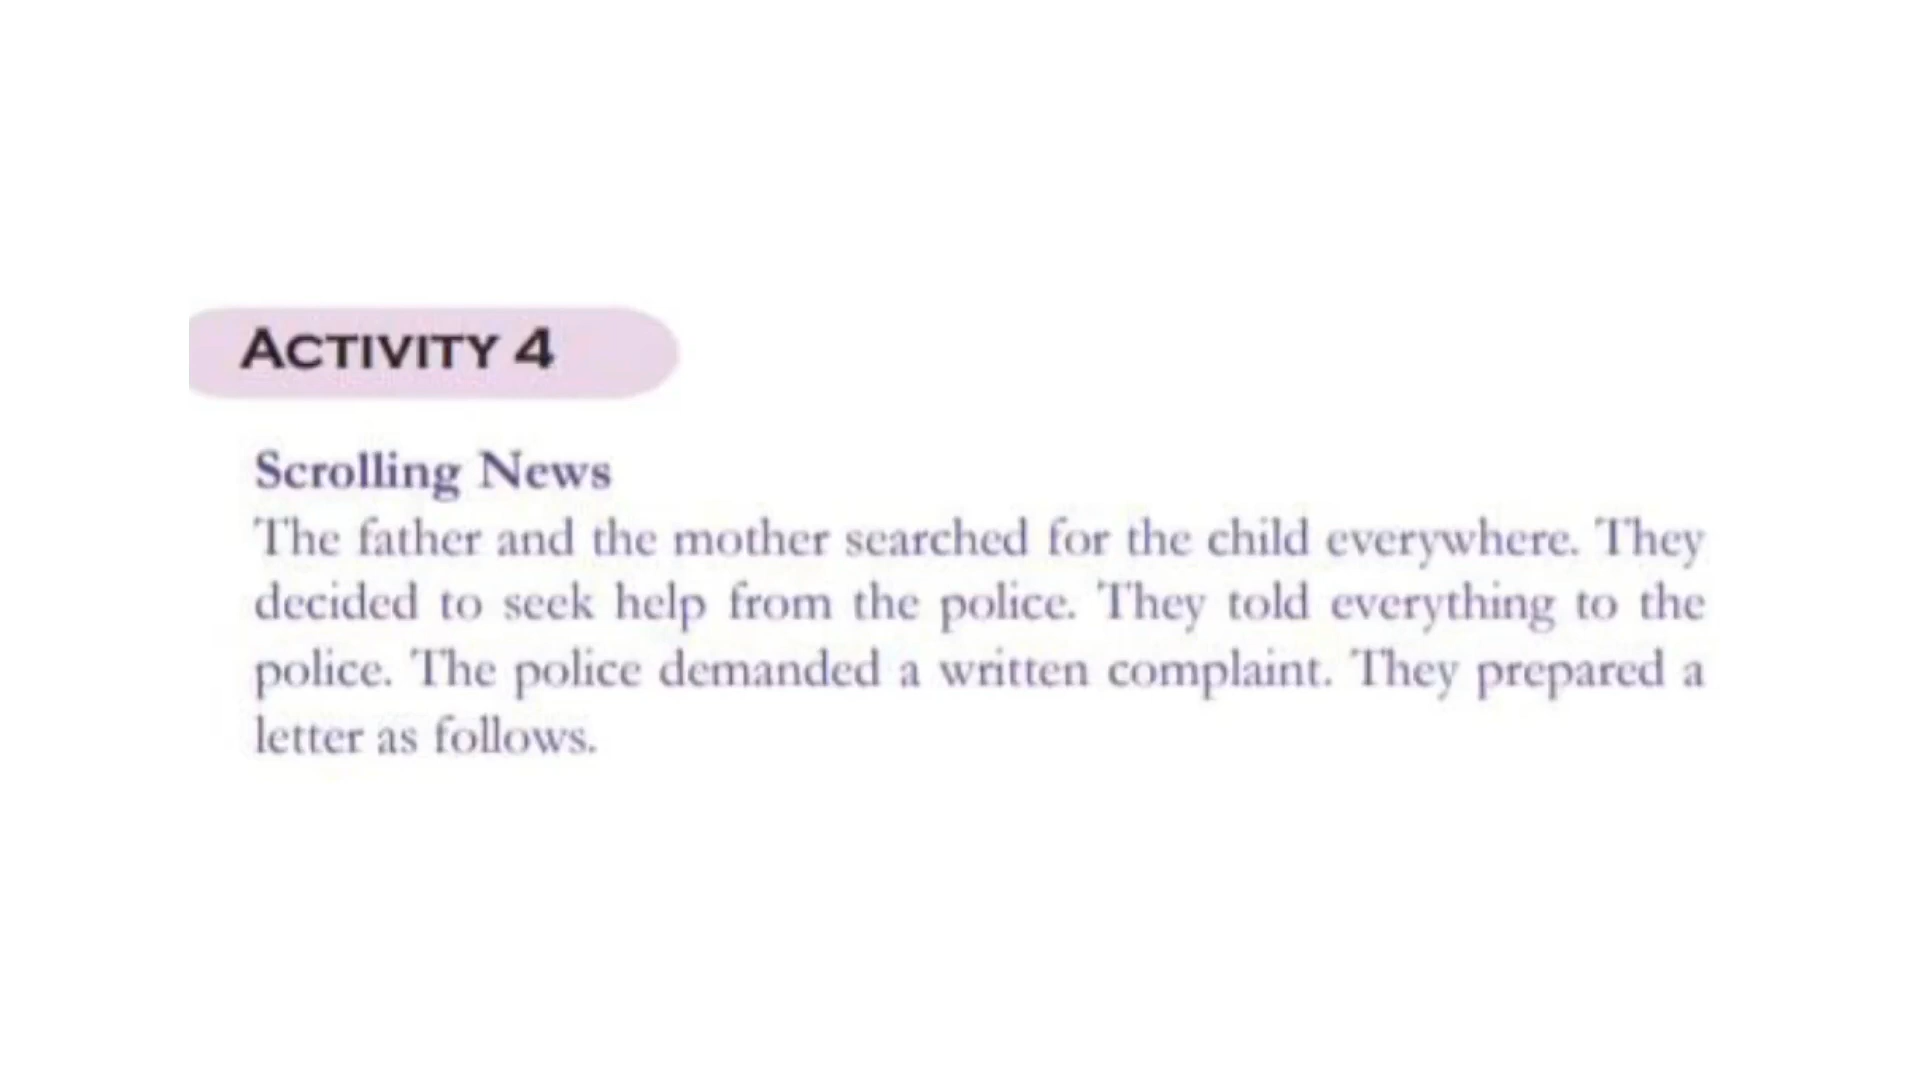 ACTIVITY 4
Scrolling News
The father and the mother searched for the child everywhere. They
decided to seek help from the police. They told everything to the
police. The police demanded a written complaint. They prepared a
letter as follows.